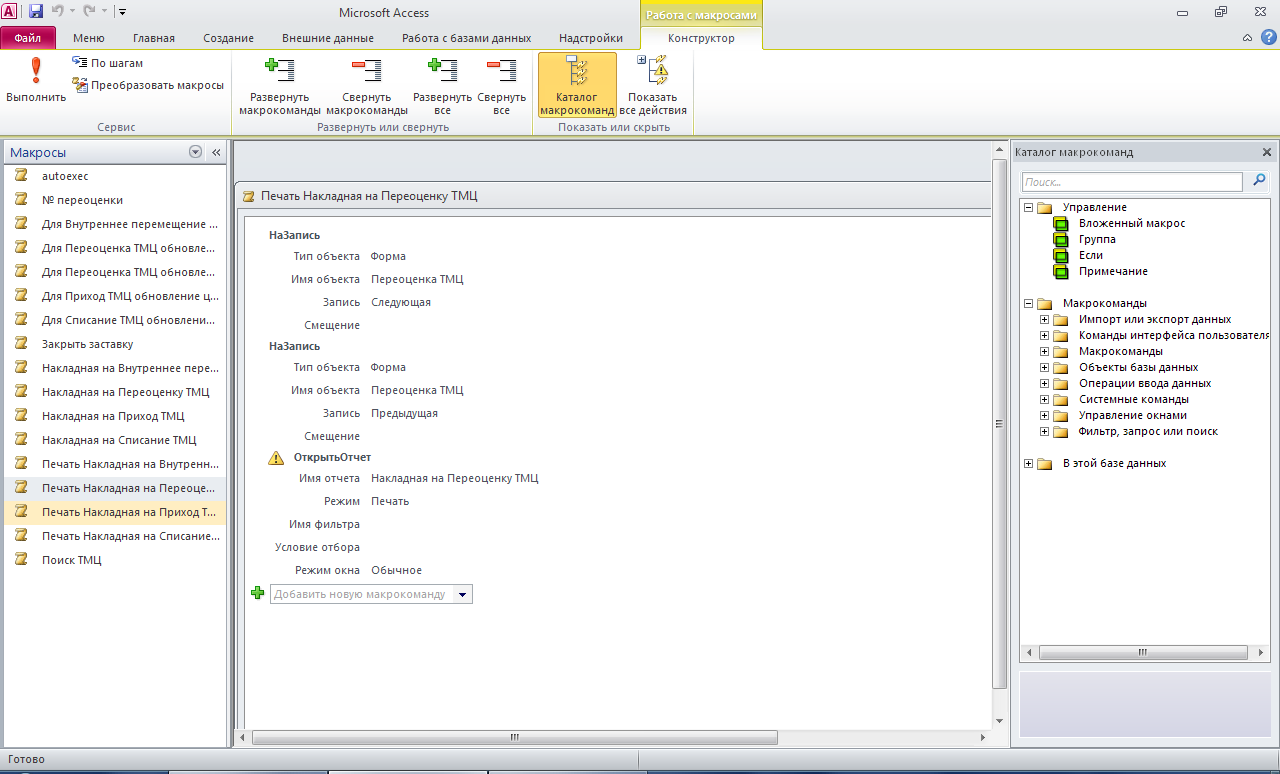 Microsoft Access
Работа с макросами
Файл
Меню
Главная
Создание
Внешние данные
Работа с базами данных
Надстройки
Конструктор
Выполнить
По шагам
Преобразовать макросы
Сервис
Развернуть макрокоманды
Свернуть макрокоманды
Развернуть все
Свернуть все
Развернуть или свернуть
Каталог макрокоманд
Показать все действия
Показать или скрыть
Макросы
autoexec
№ переоценки
Для Внутреннее перемещение ...
Для Переоценка ТМЦ обновле...
Для Переоценка ТМЦ обновле...
Для Приход ТМЦ обновление ц...
Для Списание ТМЦ обновлени...
Закрыть заставку
Накладная на Внутреннее пере...
Накладная на Переоценку ТМЦ
Накладная на Приход ТМЦ
Накладная на Списание ТМЦ
Печать Накладная на Внутренн...
Печать Накладная на Переоце...
Печать Накладная на Приход Т...
Печать Накладная на Списание...
Поиск ТМЦ
Печать Накладная на Переоценку ТМЦ
НаЗапись
Тип объекта Форма
Имя объекта Переоценка ТМЦ
Запись Следующая
Смещение
НаЗапись
Тип объекта Форма
Имя объекта Переоценка ТМЦ
Запись Предыдущая
Смещение
ОткрытьОтчет
Имя отчета Накладная на Переоценку ТМЦ
Режим Печать
Имя фильтра
Условие отбора
Режим окна Обычное
Добавить новую макрокоманду
Каталог макрокоманд
Поиск...
Управление
Вложенный макрос
Группа
Если
Примечание
Макрокоманды
Импорт или экспорт данных
Команды интерфейса пользователя
Макрокоманды
Объекты базы данных
Операции ввода данных
Системные команды
Управление окнами
Фильтр, запрос или поиск
В этой базе данных
Готово